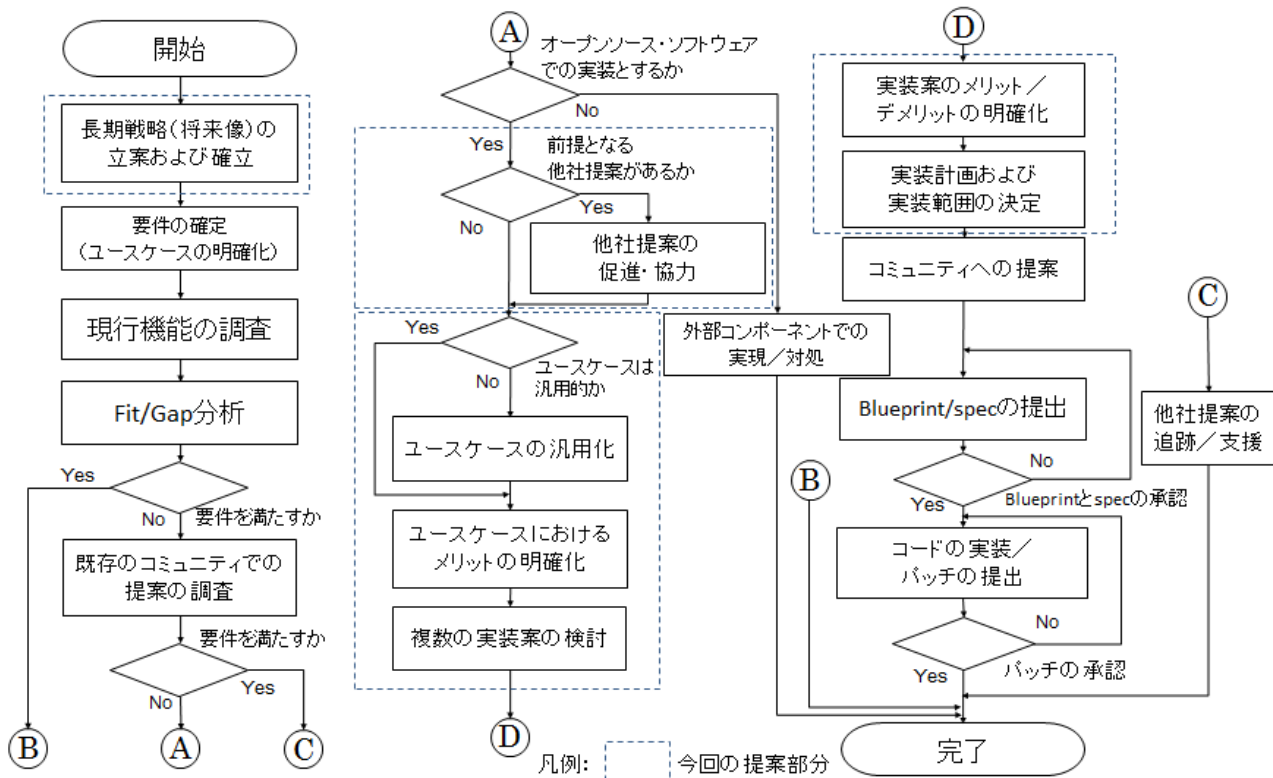 開始
長期戦略(将来像)の
立案および確立
要件の確定
(ユースケースの明確化)
現行機能の調査
Fit/Gap分析
Yes
No
要件を満たすか
既存のコミュニティでの
提案の調査
要件を満たすか
Yes
No
B
A
C
A
オープンソース・ソフトウェア
での実装とするか
No
Yes
前提となる
他社提案があるか
Yes
No
他社提案の
促進・協力
Yes
No
ユースケースは
汎用的か
ユースケースの汎用化
ユースケースにおける
メリットの明確化
複数の実装案の検討
D
外部コンポーネントでの
実現/対処
D
実装案のメリット/
デメリットの明確化
実装計画および
実装範囲の決定
コミュニティへの提案
Blueprint/specの提出
No
Yes
Blueprintとspecの承認
B
コードの実装/
パッチの提出
No
パッチの承認
Yes
C
他社提案の
追跡/支援
完了
凡例:
今回の提案部分